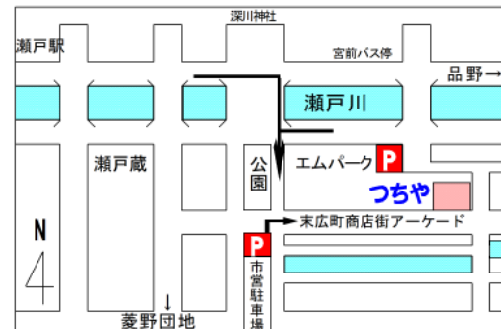 深川神社
瀬戸駅
宮前バス停
品野→
瀬戸川
瀬戸蔵
公園
エムパーク P
つちや
N
末広町商店街アーケード
P
市営駐車場
↓
菱野団地